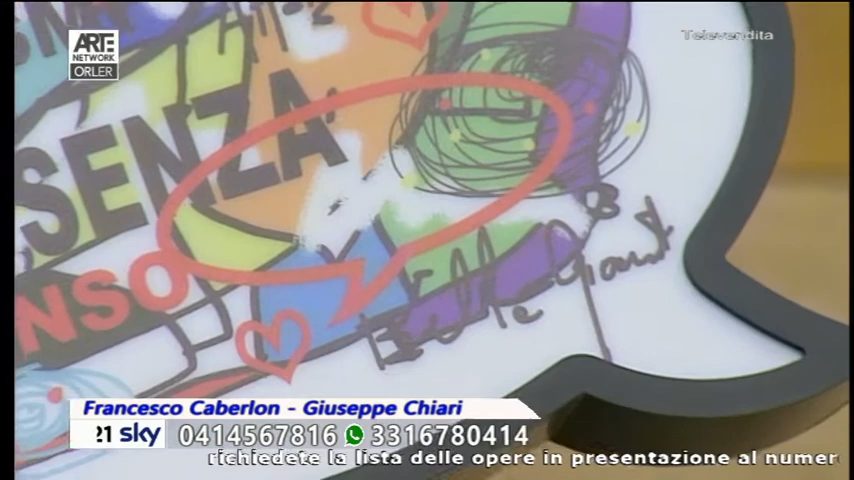 ARTE
NETWORK
ORLER
Televendita
SENZA
NSO
Francesco Caberlon - Giuseppe Chiari
21 sky 0414567816 3316780414
richiedete la lista delle opere in presentazione al numer